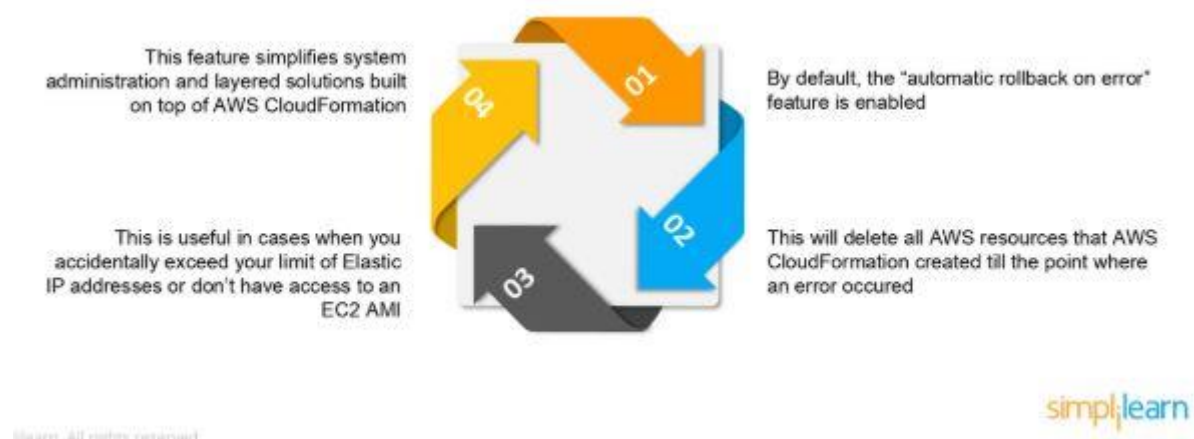 01
By default, the “automatic rollback on error”
feature is enabled
02
This will delete all AWS resources that AWS
CloudFormation created till the point where
an error occured
03
This is useful in cases when you
accidentally exceed your limit of Elastic
IP addresses or don’t have access to an
EC2 AMI
04
This feature simplifies system
administration and layered solutions built
on top of AWS CloudFormation
simplilearn
All rights reserved